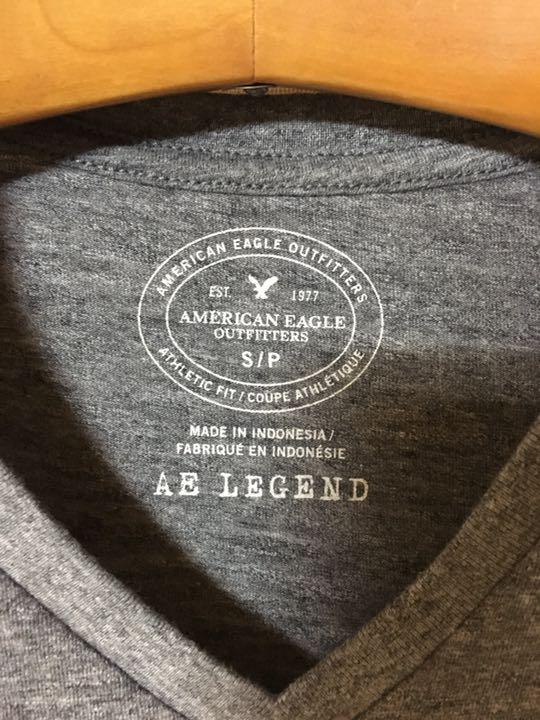 AMERICAN EAGLE OUTFITTERS
EST. 1977
AMERICAN EAGLE
OUTFITTERS
S/P
ATHLETIC FIT / COUPE ATHLÉTIQUE
MADE IN INDONESIA/
FABRIQUÉ EN INDONÉSIE
AE LEGEND